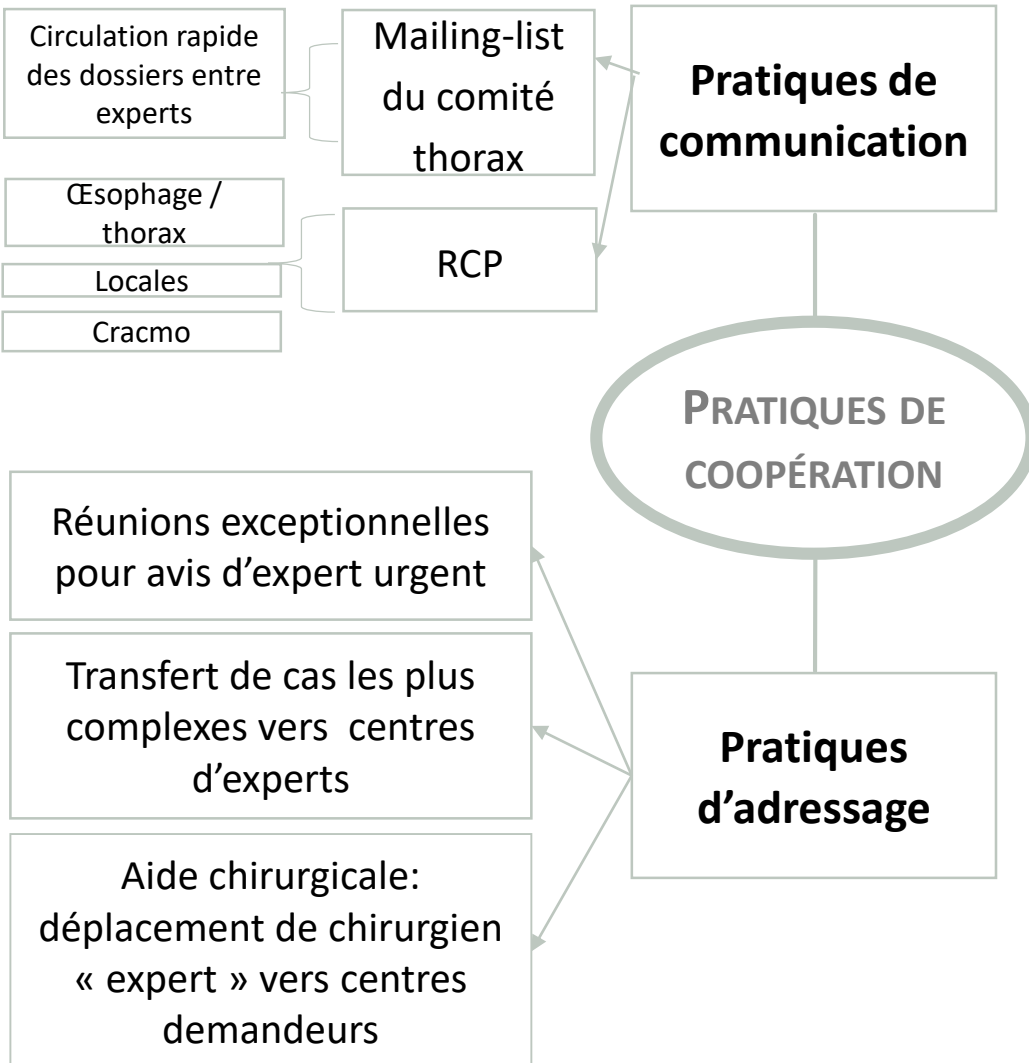 Circulation rapide
des dossiers entre
experts
Mailing-list
du comité
thorax
Pratiques de
communication
Œsophage /
thorax
Locales
Cracmo
RCP
PRATIQUES DE
COOPÉRATION
Réunions exceptionnelles
pour avis d’expert urgent
Transfert de cas les plus
complexes vers  centres
d’experts
Aide chirurgicale:
déplacement de chirurgien
« expert » vers centres
demandeurs
Pratiques
d’adressage